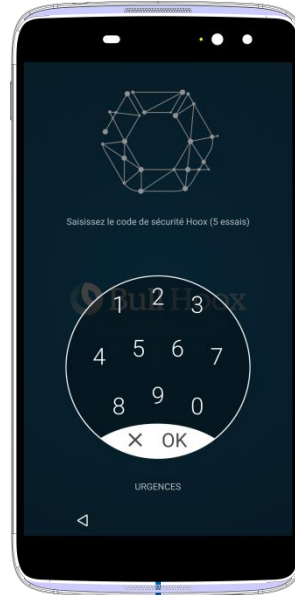 Saisissez le code de sécurité Hoox (5 essais)
Bull Hoox
1 2 3
4 5 6 7
8 9 0
× OK
URGENCES